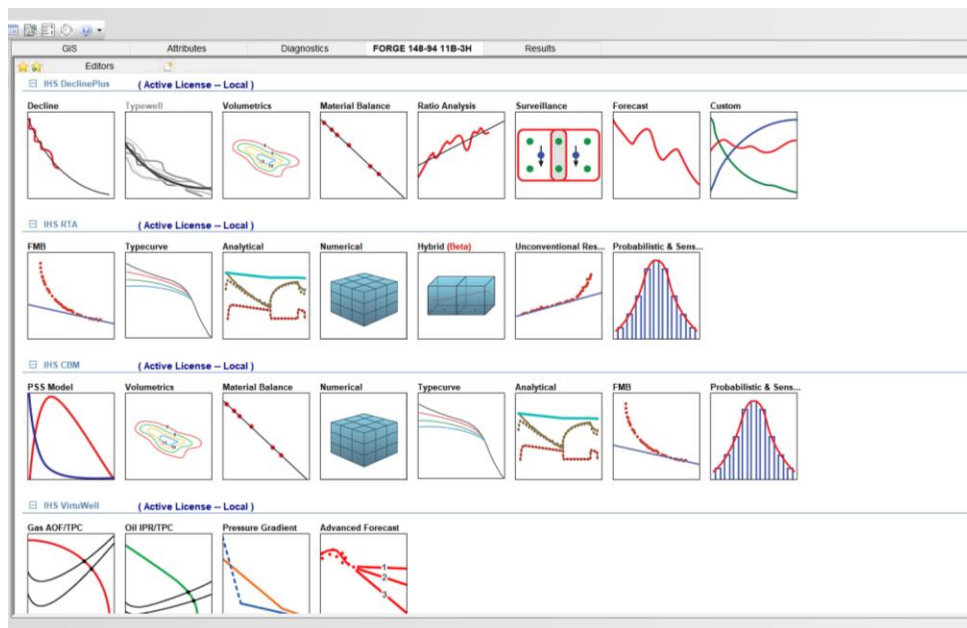 GIS Attributes Diagnostics FORGE 148-94 11B-3H Results
Editors
IHS DeclinePlus ( Active License -- Local )
Decline Typewell Volumetrics Material Balance Ratio Analysis Surveillance Forecast Custom
IHS RTA ( Active License -- Local )
FMB Typecurve Analytical Numerical Hybrid (Beta) Unconventional Res... Probabilistic & Sens...
IHS CBM ( Active License -- Local )
PSS Model Volumetrics Material Balance Numerical Typecurve Analytical FMB Probabilistic & Sens...
IHS VirtuWell ( Active License -- Local )
Gas AOF/TPC Oil IPR/TPC Pressure Gradient Advanced Forecast
1
2
3